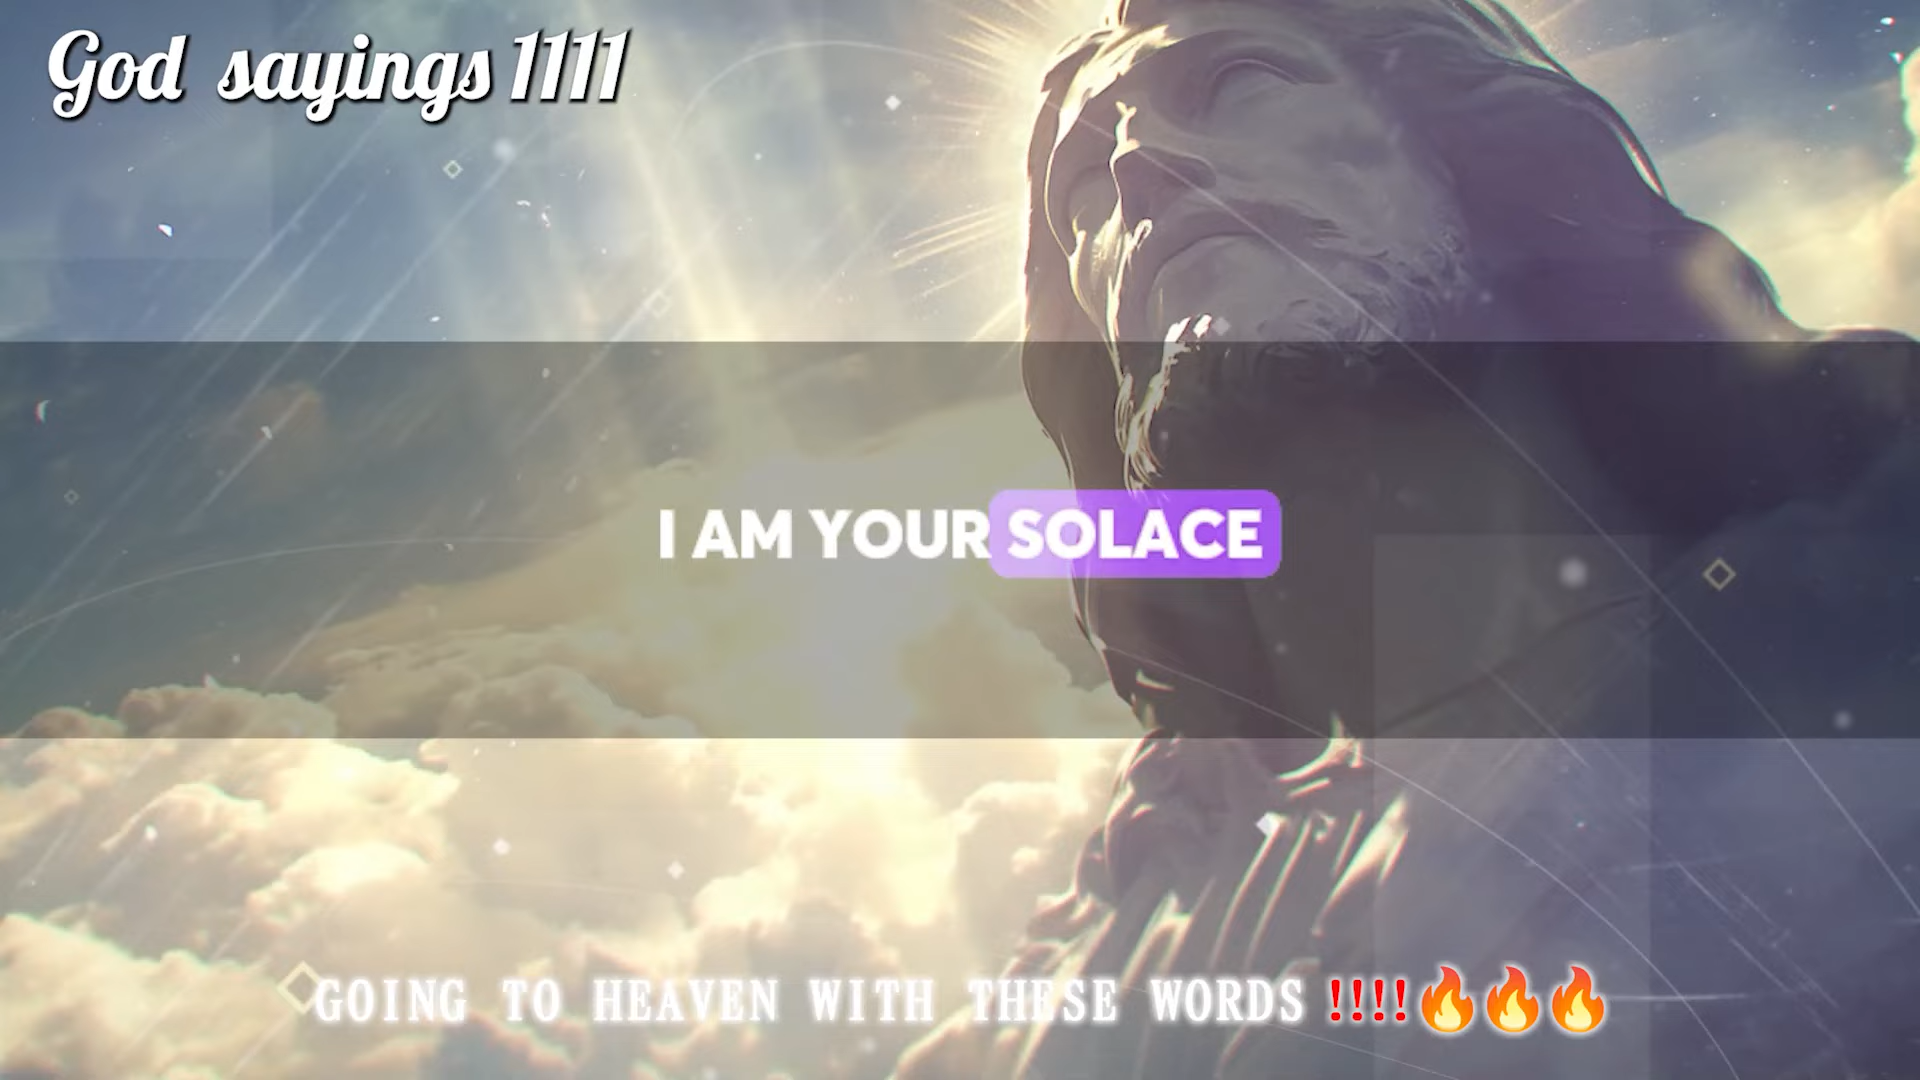 God sayings 1111
I AM YOUR SOLACE
GOING TO HEAVEN WITH THESE WORDS !!!!🔥🔥🔥